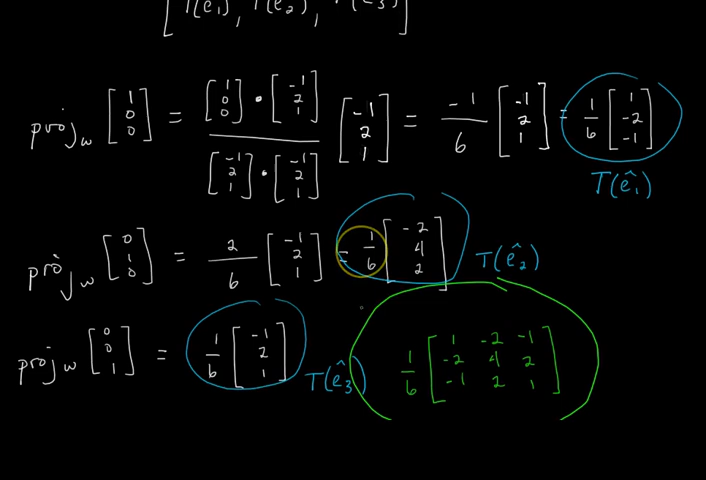 [T(ê₁), T(ê₂), T(ê₃)]
proj_w [1 0 0] = [1 0 0] • [-1 2 1] / [-1 2 1] • [-1 2 1] [-1 2 1] = -1/6 [-1 2 1] = 1/6 [1 -2 -1]
T(ê₁)
proj_w [0 1 0] = 2/6 [-1 2 1] = 1/6 [-2 4 2] T(ê₂)
proj_w [0 0 1] = 1/6 [-1 2 1] T(ê₃)
1/6 [1 -2 -1
-2 4 2
-1 2 1]